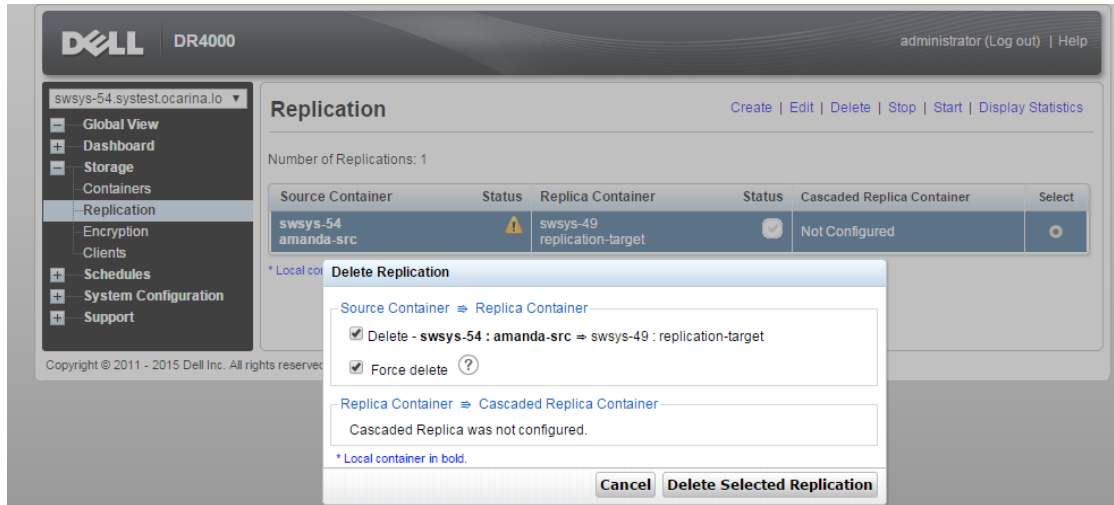 DELL DR4000 administrator (Log out) | Help
swsys-54.systest.ocarina.lo
Global View
Dashboard
Storage
Containers
Replication
Encryption
Clients
Schedules
System Configuration
Support
Replication
Create | Edit | Delete | Stop | Start | Display Statistics
Number of Replications: 1
Source Container Status Replica Container Status Cascaded Replica Container Select
swsys-54 swsys-49
amanda-src replication-target Not Configured
* Local
Delete Replication
Source Container ⇛ Replica Container
Delete - swsys-54 : amanda-src ⇛ swsys-49 : replication-target
Force delete ?
Replica Container ⇛ Cascaded Replica Container
Cascaded Replica was not configured.
* Local container in bold.
Cancel Delete Selected Replication
Copyright © 2011 - 2015 Dell Inc. All rights reserved